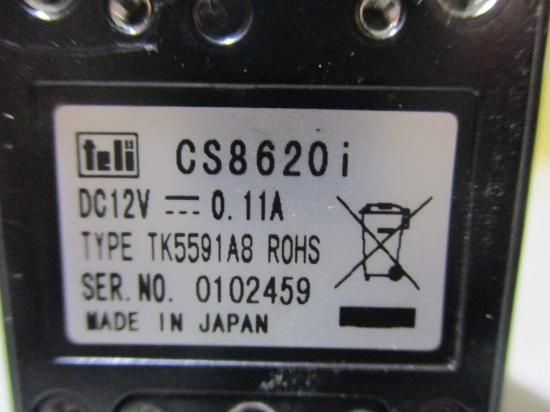 teli CS8620i
DC12V ⎓ 0.11A
TYPE TK5591A8 ROHS
SER.NO. 0102459
MADE IN JAPAN